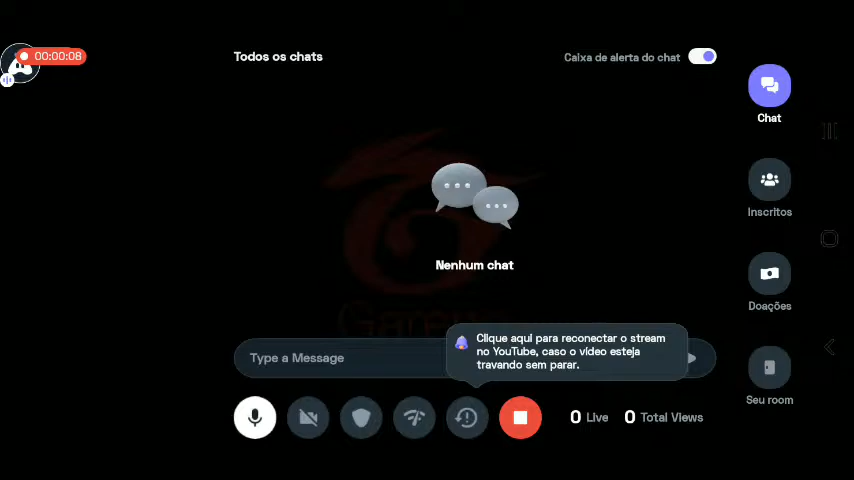 00:00:08
Todos os chats
Caixa de alerta do chat
Chat
Inscritos
Nenhum chat
Garena
Doações
Clique aqui para reconectar o stream
no YouTube, caso o vídeo esteja
travando sem parar.
Type a Message
Seu room
0 Live
0 Total Views